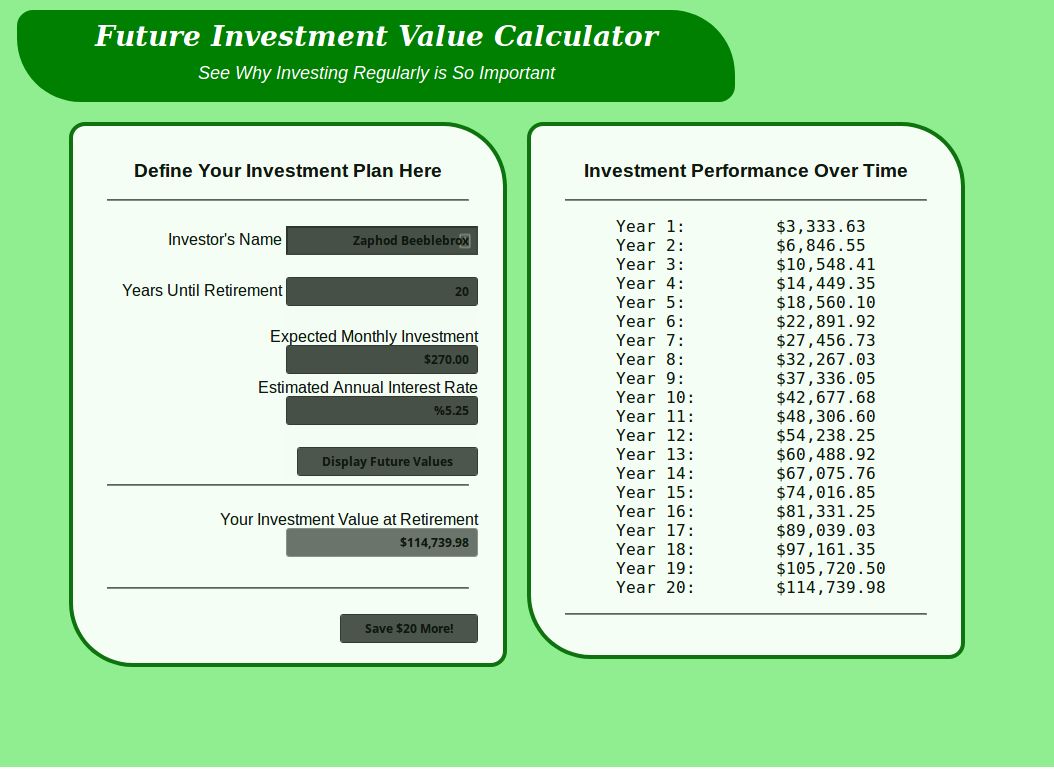 Future Investment Value Calculator
See Why Investing Regularly is So Important
Define Your Investment Plan Here
Investor's Name Zaphod Beeblebrox
Years Until Retirement 20
Expected Monthly Investment
$270.00
Estimated Annual Interest Rate
%5.25
Display Future Values
Your Investment Value at Retirement
$114,739.98
Save $20 More!
Investment Performance Over Time
Year 1: $3,333.63
Year 2: $6,846.55
Year 3: $10,548.41
Year 4: $14,449.35
Year 5: $18,560.10
Year 6: $22,891.92
Year 7: $27,456.73
Year 8: $32,267.03
Year 9: $37,336.05
Year 10: $42,677.68
Year 11: $48,306.60
Year 12: $54,238.25
Year 13: $60,488.92
Year 14: $67,075.76
Year 15: $74,016.85
Year 16: $81,331.25
Year 17: $89,039.03
Year 18: $97,161.35
Year 19: $105,720.50
Year 20: $114,739.98